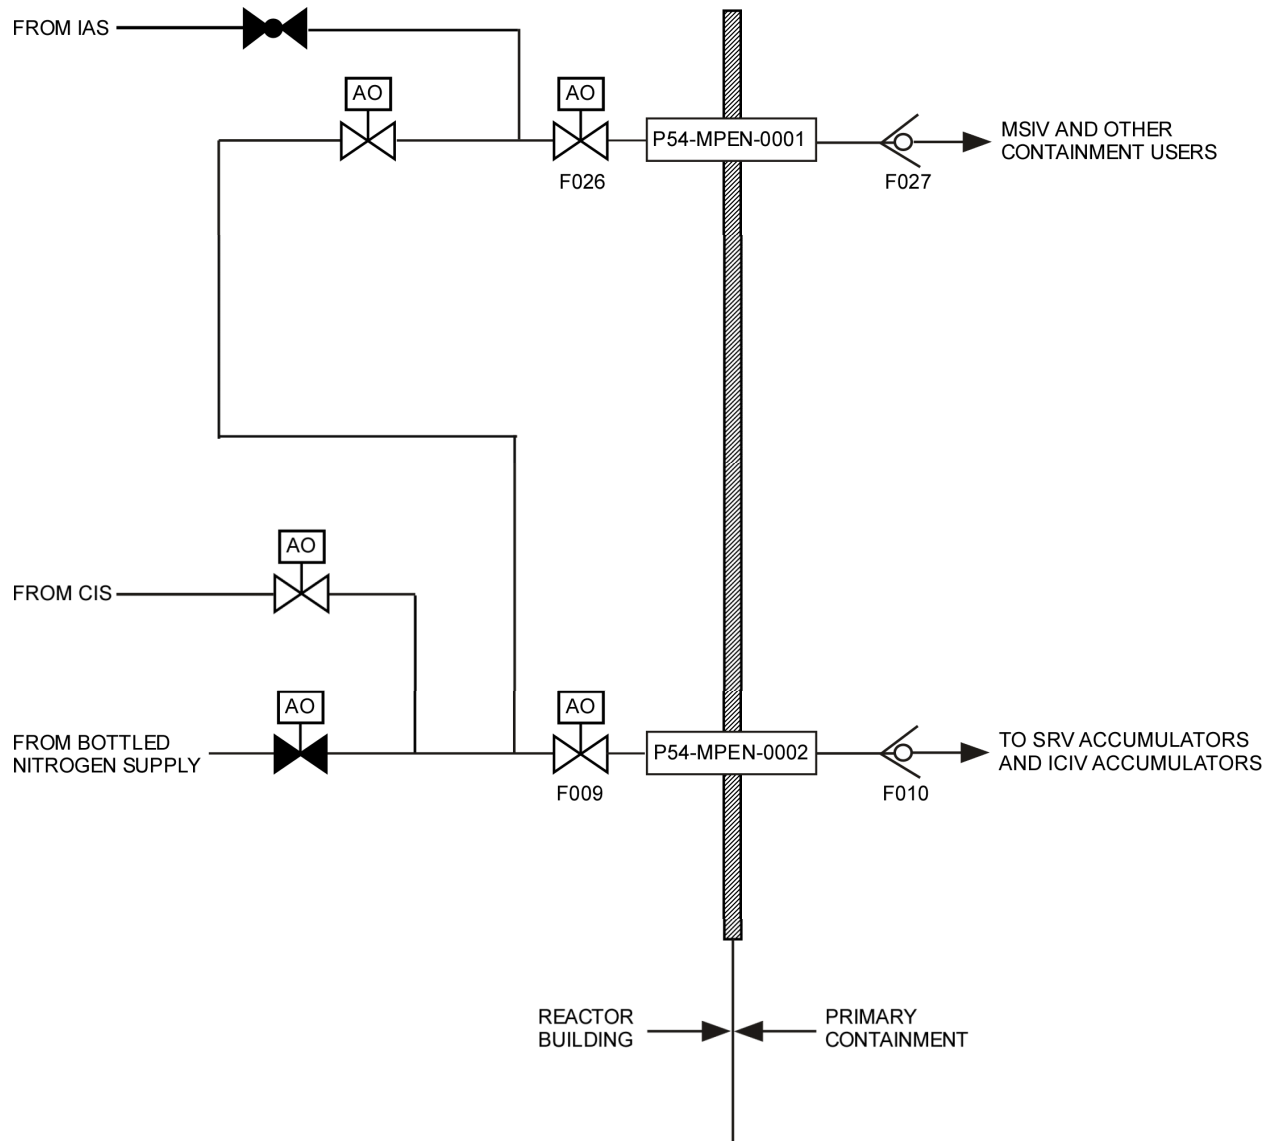 FROM IAS
AO
AO
P54-MPEN-0001
MSIV AND OTHER
CONTAINMENT USERS
F026
F027
AO
FROM CIS
AO
AO
FROM BOTTLED
NITROGEN SUPPLY
P54-MPEN-0002
TO SRV ACCUMULATORS
AND ICIV ACCUMULATORS
F009
F010
REACTOR
BUILDING
PRIMARY
CONTAINMENT